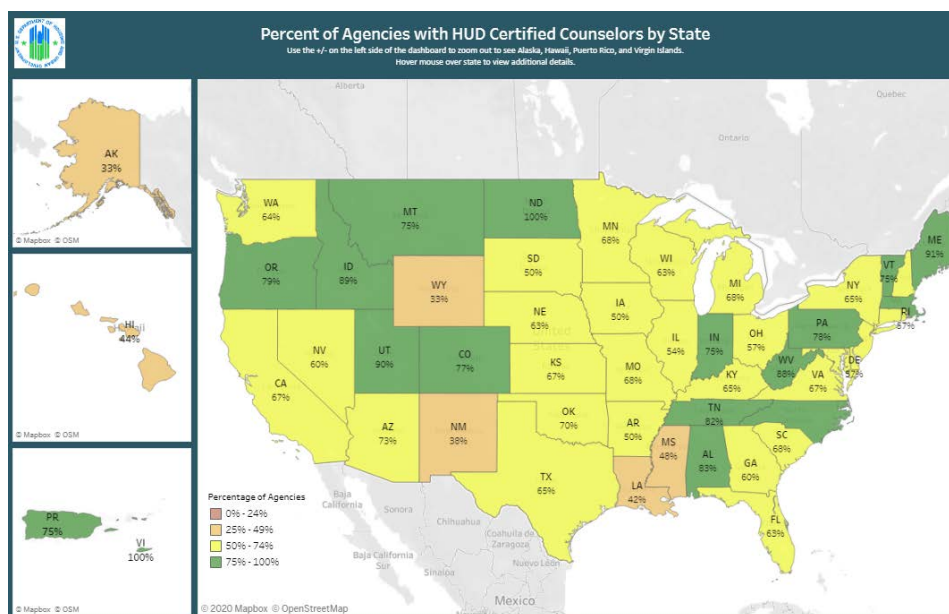 Percent of Agencies with HUD Certified Counselors by State
Use the +/- on the left side of the dashboard to zoom out to see Alaska, Hawaii, Puerto Rico, and Virgin Islands.
Hover mouse over state to view additional details.
AK
33%
© Mapbox © OSM
HI
44%
© Mapbox © OSM
PR
75%
VI
100%
© Mapbox © OSM
Alberta
Quebec
Ontario
WA
64%
MT
75%
ND
100%
MN
68%
ME
91%
OR
79%
ID
89%
WY
33%
SD
50%
WI
63%
MI
68%
NY
65%
VT
75%
RI
57%
NE
63%
IA
50%
IL
54%
IN
75%
OH
57%
PA
78%
NV
60%
UT
90%
CO
77%
KS
67%
MO
68%
KY
65%
WV
88%
VA
67%
DE
57%
CA
67%
AZ
73%
NM
38%
OK
70%
AR
50%
TN
82%
SC
68%
MS
48%
AL
83%
GA
60%
TX
65%
LA
42%
FL
63%
Percentage of Agencies
0% - 24%
25% - 49%
50% - 74%
75% - 100%
Baja
California
Sonora
Chihuahua
Coahuila de
Zaragoza
Baja California
Sur
Sinaloa
Nuevo León
Mexico
© 2020 Mapbox © OpenStreetMap